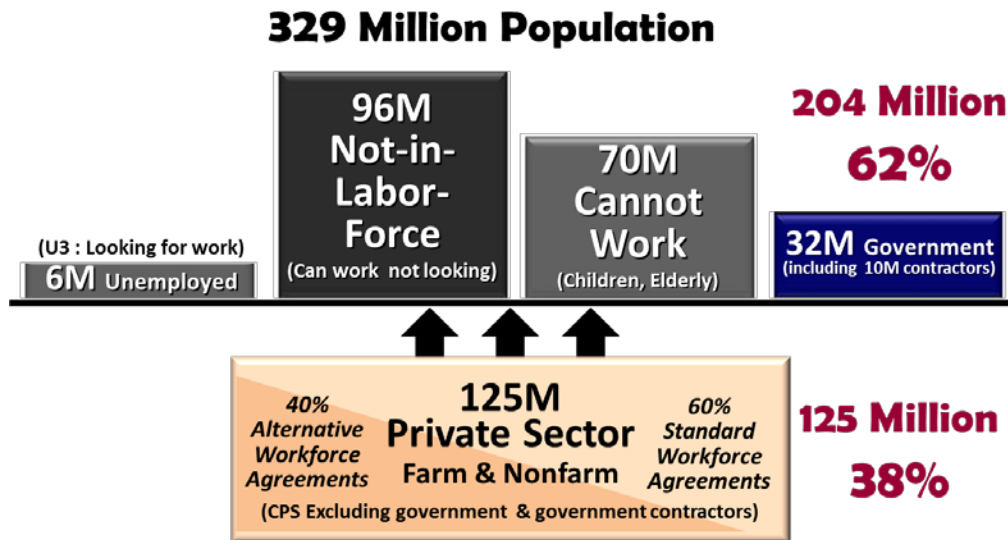 329 Million Population
96M
Not-in-
Labor-
Force
(Can work not looking)
70M
Cannot
Work
(Children, Elderly)
204 Million
62%
(U3 : Looking for work)
6M Unemployed
32M Government
(including 10M contractors)
40%
Alternative
Workforce
Agreements
125M
Private Sector
Farm & Nonfarm
60%
Standard
Workforce
Agreements
(CPS Excluding government & government contractors)
125 Million
38%